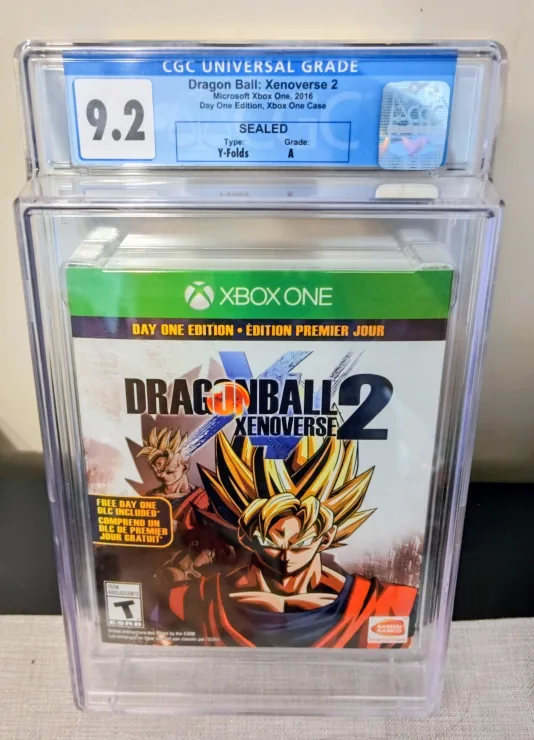 CGC UNIVERSAL GRADE
Dragon Ball: Xenoverse 2
Microsoft Xbox One, 2016
Day One Edition, Xbox One Case
9.2
SEALED
Type: Grade:
Y-Folds A
XBOX ONE
DAY ONE EDITION • ÉDITION PREMIER JOUR
DRAGONBALL
XENOVERSE 2
FREE DAY ONE
DLC INCLUDED*
COMPREND UN
DLC DE PREMIER
JOUR GRATUIT*
TEEN
ADOLESCENTS
T
ESRB
BANDAI
NAMCO